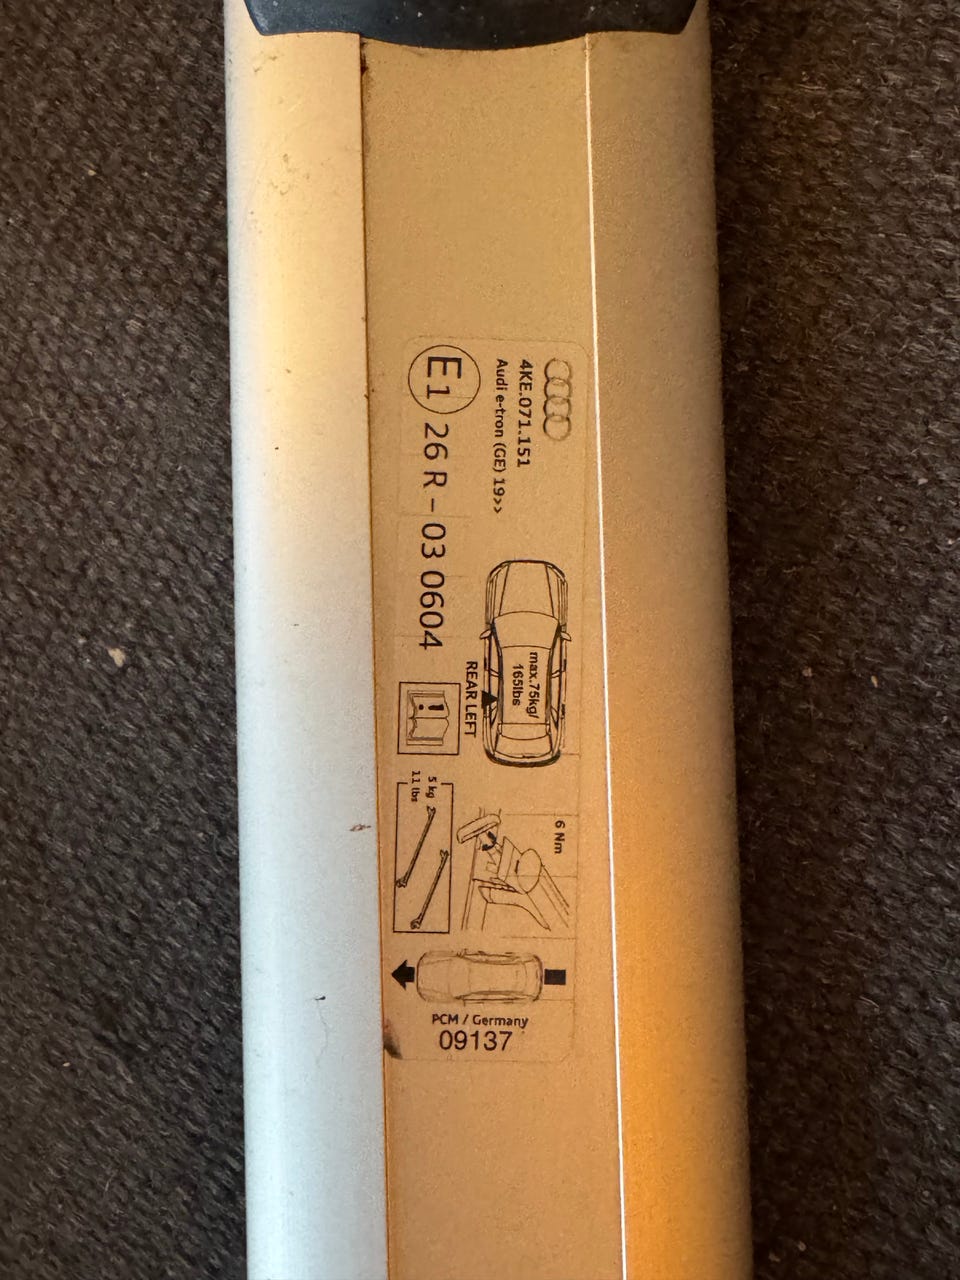 4KE.071.151
Audi e-tron (GE) 19>>
E1 26 R - 03 0604
max.75kg/
165lbs
REAR LEFT
!
6 Nm
5 kg
11 lbs
PCM / Germany
09137